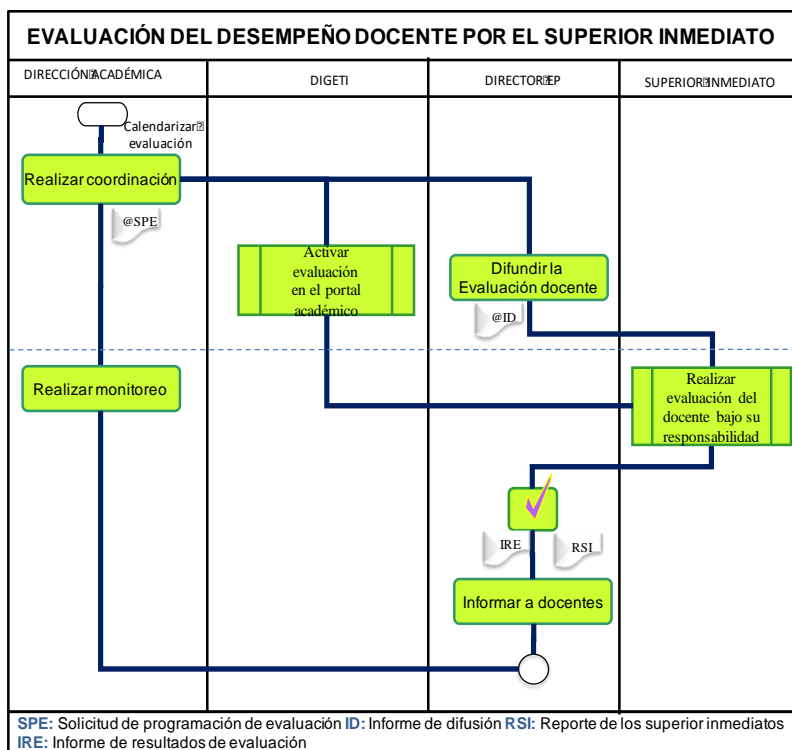 EVALUACIÓN DEL DESEMPEÑO DOCENTE POR EL SUPERIOR INMEDIATO
DIRECCIÓN⍰ACADÉMICA
DIGETI
DIRECTOR⍰EP
SUPERIOR⍰INMEDIATO
Calendarizar⍰
evaluación
Realizar coordinación
@SPE
Activar
evaluación
en el portal
académico
Difundir la
Evaluación docente
@ID
Realizar monitoreo
Realizar
evaluación del
docente bajo su
responsabilidad
IRE
RSI
Informar a docentes
SPE: Solicitud de programación de evaluación ID: Informe de difusión RSI: Reporte de los superior inmediatos
IRE: Informe de resultados de evaluación